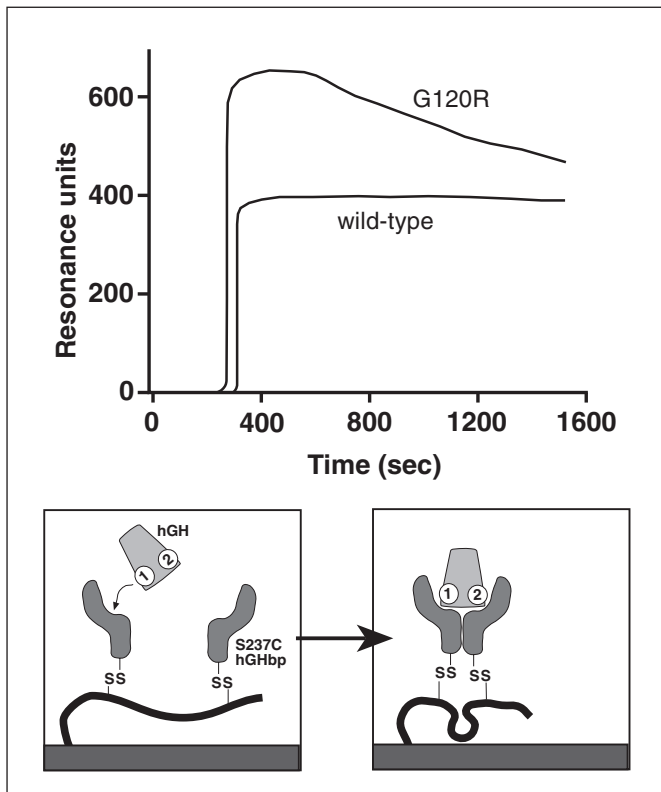 G120R
wild-type
600
400
200
0
Resonance units
0 400 800 1200 1600
Time (sec)
hGH
1 2
S237C
hGHbp
SS SS
1 2
SS SS